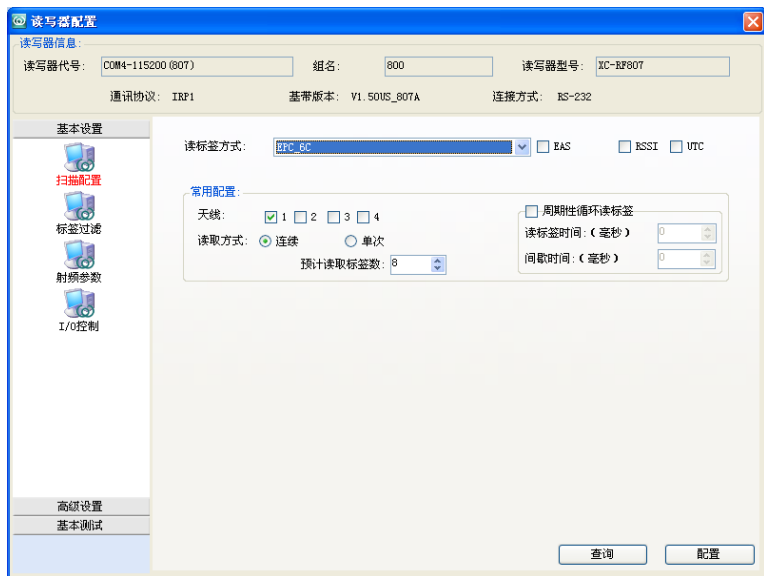 读写器配置
读写器信息:
读写器代号: COM4-115200(807) 组名: 800 读写器型号: XC-RF807
通讯协议: IRP1 基带版本: V1.50US_807A 连接方式: RS-232
基本设置
扫描配置
标签过滤
射频参数
I/O控制
高级设置
基本测试
读标签方式: EPC_6C EAS RSSI UTC
常用配置:
天线: 1 2 3 4
读取方式: 连续 单次
预计读取标签数: 8
周期性循环读标签
读标签时间:(毫秒) 0
间歇时间:(毫秒) 0
查询 配置